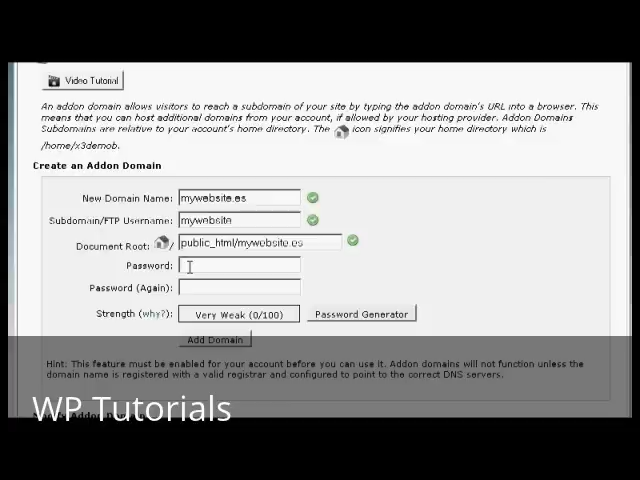 Video Tutorial
An addon domain allows visitors to reach a subdomain of your site by typing the addon domain's URL into a browser. This
means that you can host additional domains from your account, if allowed by your hosting provider. Addon Domains
Subdomains are relative to your account's home directory. The icon signifies your home directory which is
/home/x3demob.
Create an Addon Domain
New Domain Name: mywebsite.es
Subdomain/FTP Username: mywebsite
Document Root: / public_html/mywebsite.es
Password:
Password (Again):
Strength (why?): Very Weak (0/100) Password Generator
Add Domain
Hint: This feature must be enabled for your account before you can use it. Addon domains will not function unless the
domain name is registered with a valid registrar and configured to point to the correct DNS servers.
WP Tutorials